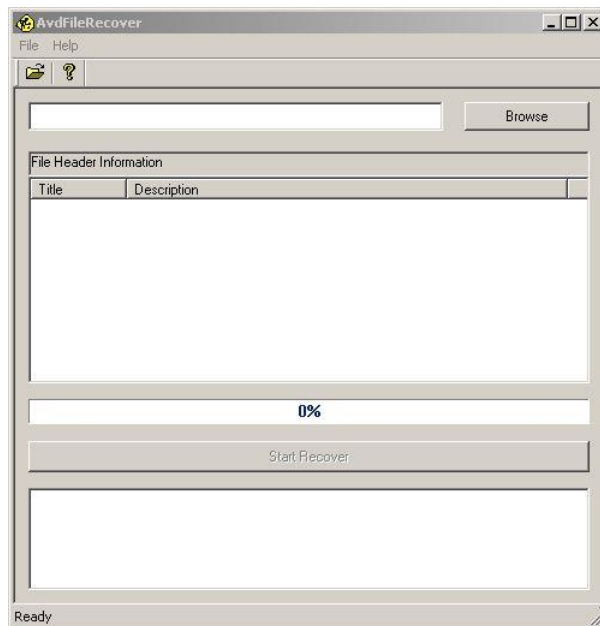 AvdFileRecover
File Help
Browse
File Header Information
Title Description
0%
Start Recover
Ready